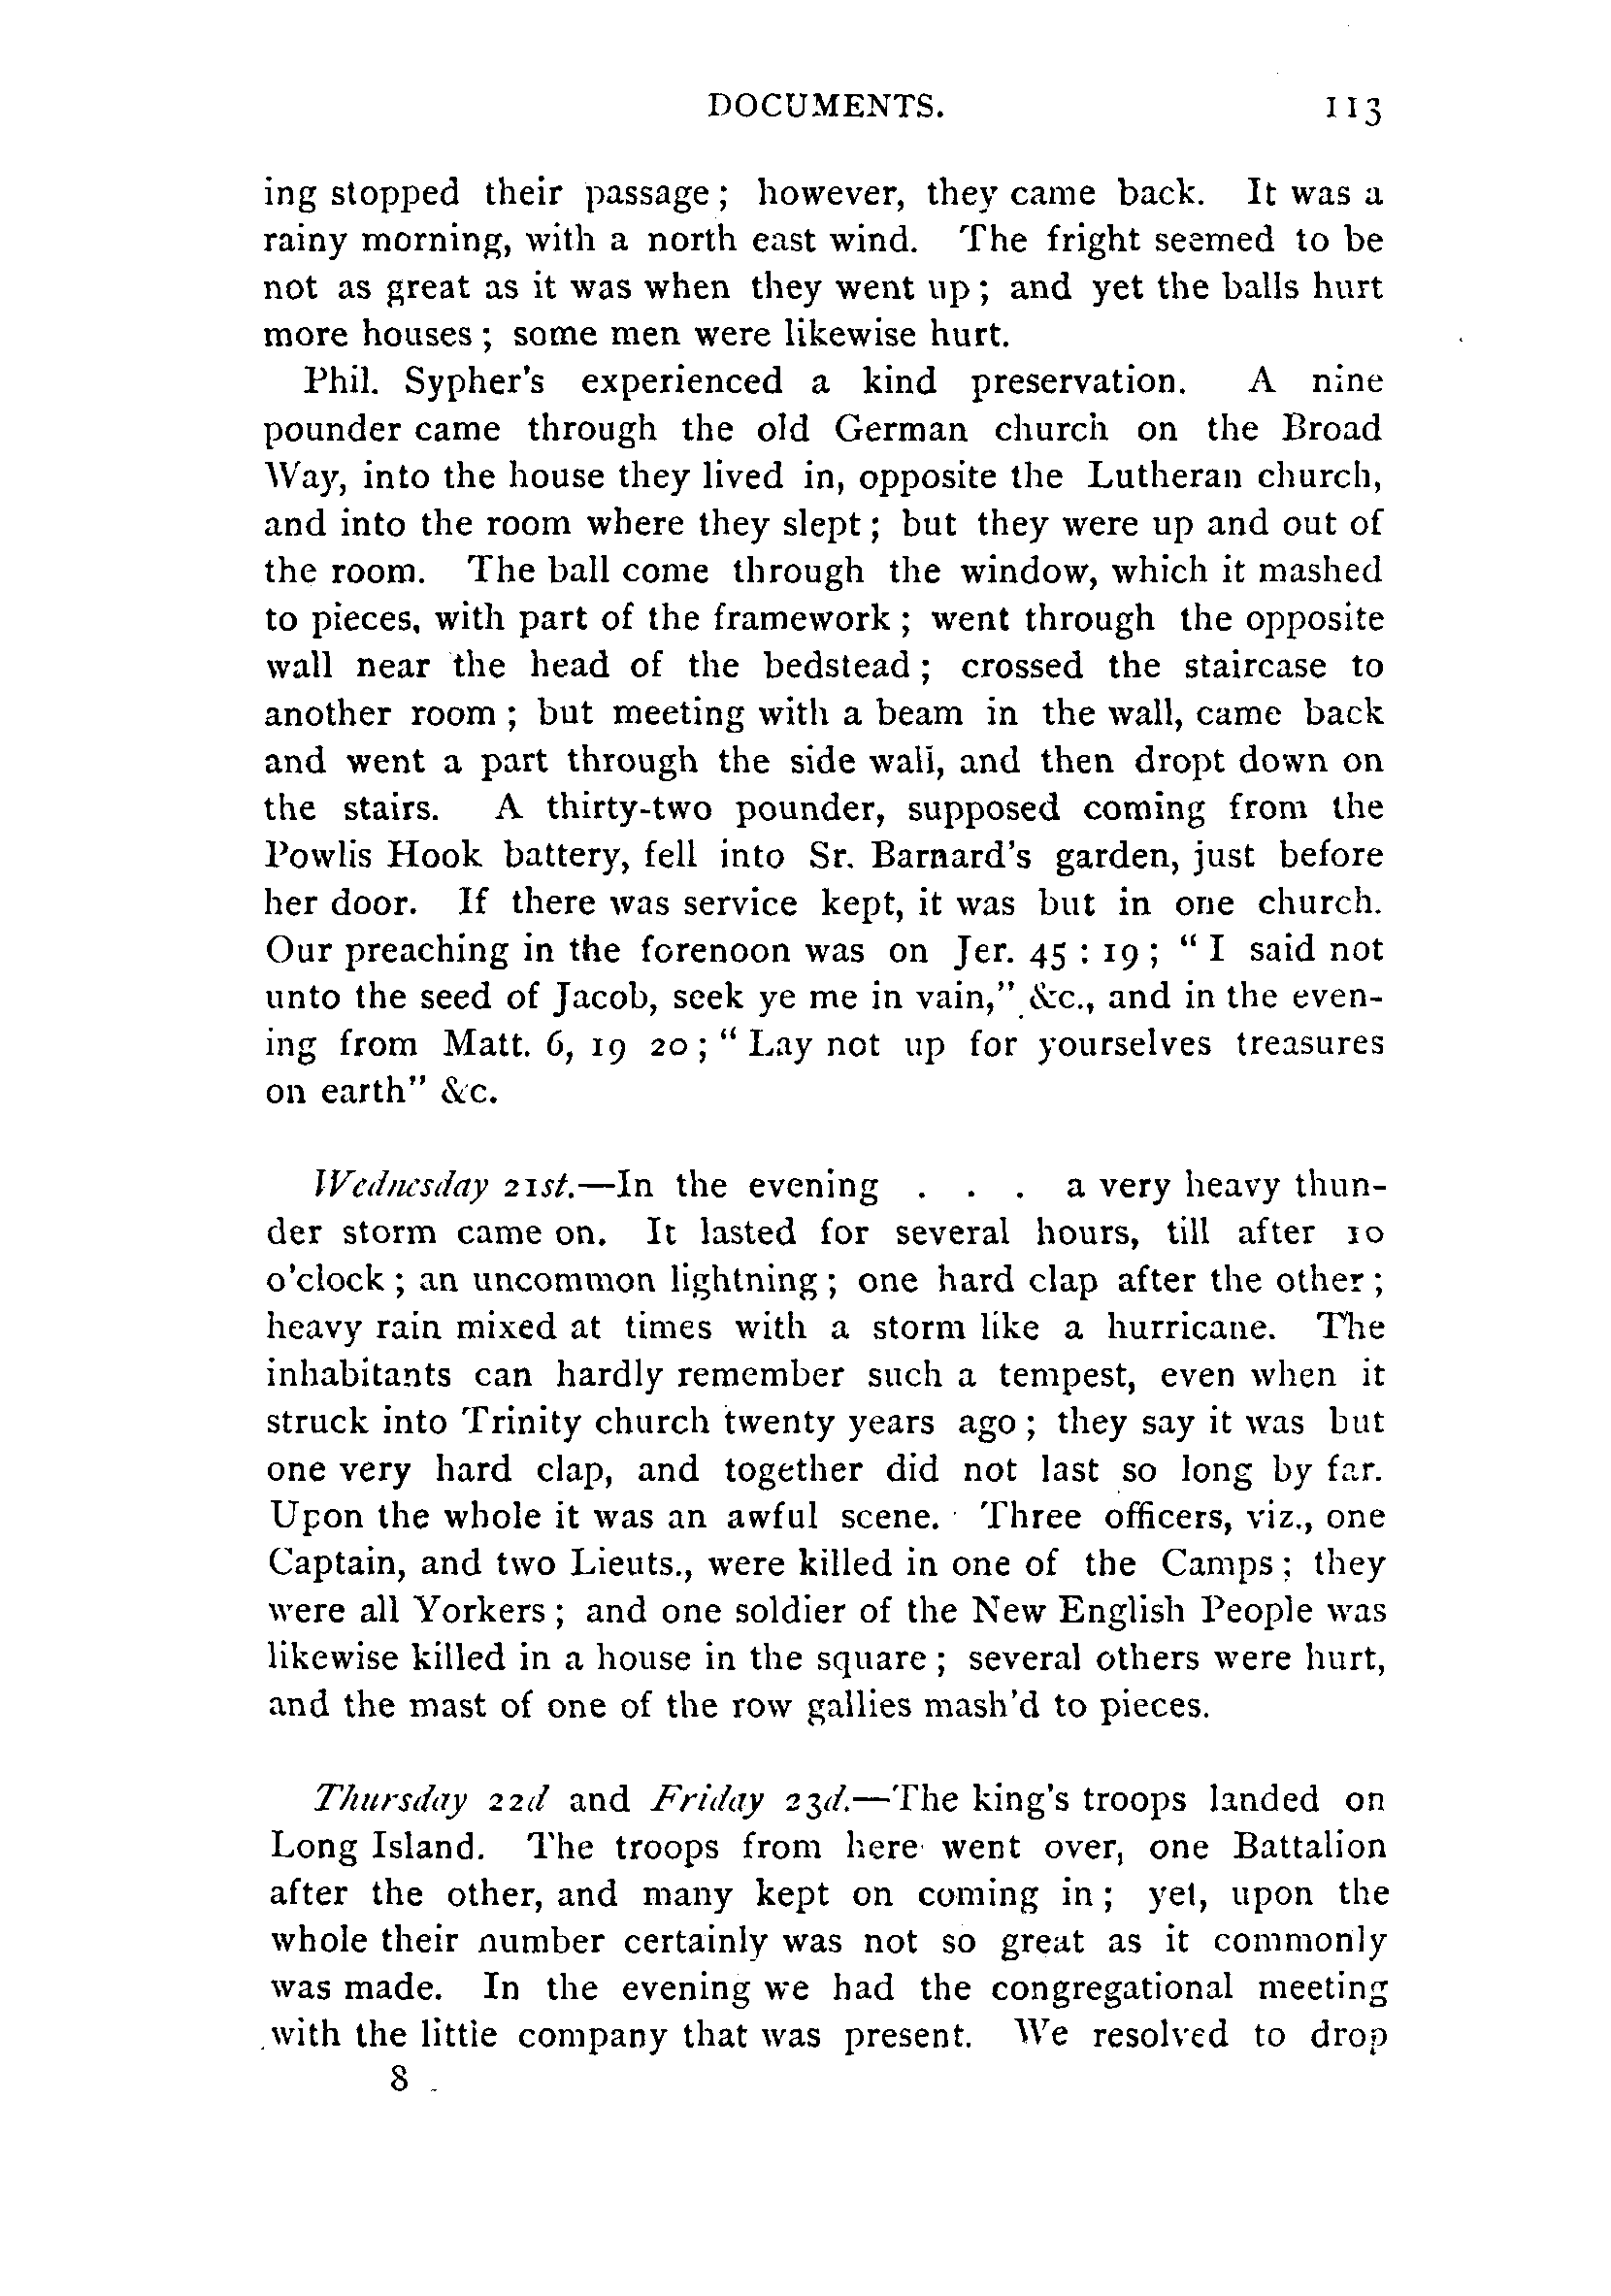 DOCUMENTS. 113
ing stopped their passage; however, they came back. It was a
rainy morning, with a north east wind. The fright seemed to be
not as great as it was when they went up; and yet the balls hurt
more houses; some men were likewise hurt.
Phil. Sypher's experienced a kind preservation. A nine
pounder came through the old German church on the Broad
Way, into the house they lived in, opposite the Lutheran church,
and into the room where they slept; but they were up and out of
the room. The ball come through the window, which it mashed
to pieces, with part of the framework; went through the opposite
wall near the head of the bedstead; crossed the staircase to
another room; but meeting with a beam in the wall, came back
and went a part through the side wall, and then dropt down on
the stairs. A thirty-two pounder, supposed coming from the
Powlis Hook battery, fell into Sr. Barnard's garden, just before
her door. If there was service kept, it was but in one church.
Our preaching in the forenoon was on Jer. 45 : 19; "I said not
unto the seed of Jacob, seek ye me in vain," &c., and in the even-
ing from Matt. 6, 19 20; "Lay not up for yourselves treasures
on earth" &c.
Wednesday 21st.—In the evening . . . a very heavy thun-
der storm came on. It lasted for several hours, till after 10
o'clock; an uncommon lightning; one hard clap after the other;
heavy rain mixed at times with a storm like a hurricane. The
inhabitants can hardly remember such a tempest, even when it
struck into Trinity church twenty years ago; they say it was but
one very hard clap, and together did not last so long by far.
Upon the whole it was an awful scene. Three officers, viz., one
Captain, and two Lieuts., were killed in one of the Camps; they
were all Yorkers; and one soldier of the New English People was
likewise killed in a house in the square; several others were hurt,
and the mast of one of the row gallies mash'd to pieces.
Thursday 22d and Friday 23d.—The king's troops landed on
Long Island. The troops from here went over, one Battalion
after the other, and many kept on coming in; yet, upon the
whole their number certainly was not so great as it commonly
was made. In the evening we had the congregational meeting
with the little company that was present. We resolved to drop
8